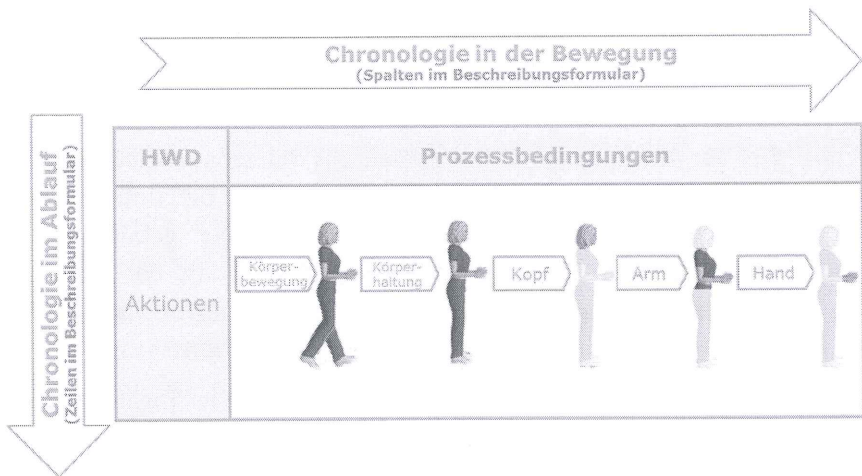 Chronologie in der Bewegung
(Spalten im Beschreibungsformular)
Chronologie im Ablauf
(Zeilen im Beschreibungsformular)
HWD
Prozessbedingungen
Aktionen
Körper-
bewegung
Körper-
haltung
Kopf
Arm
Hand